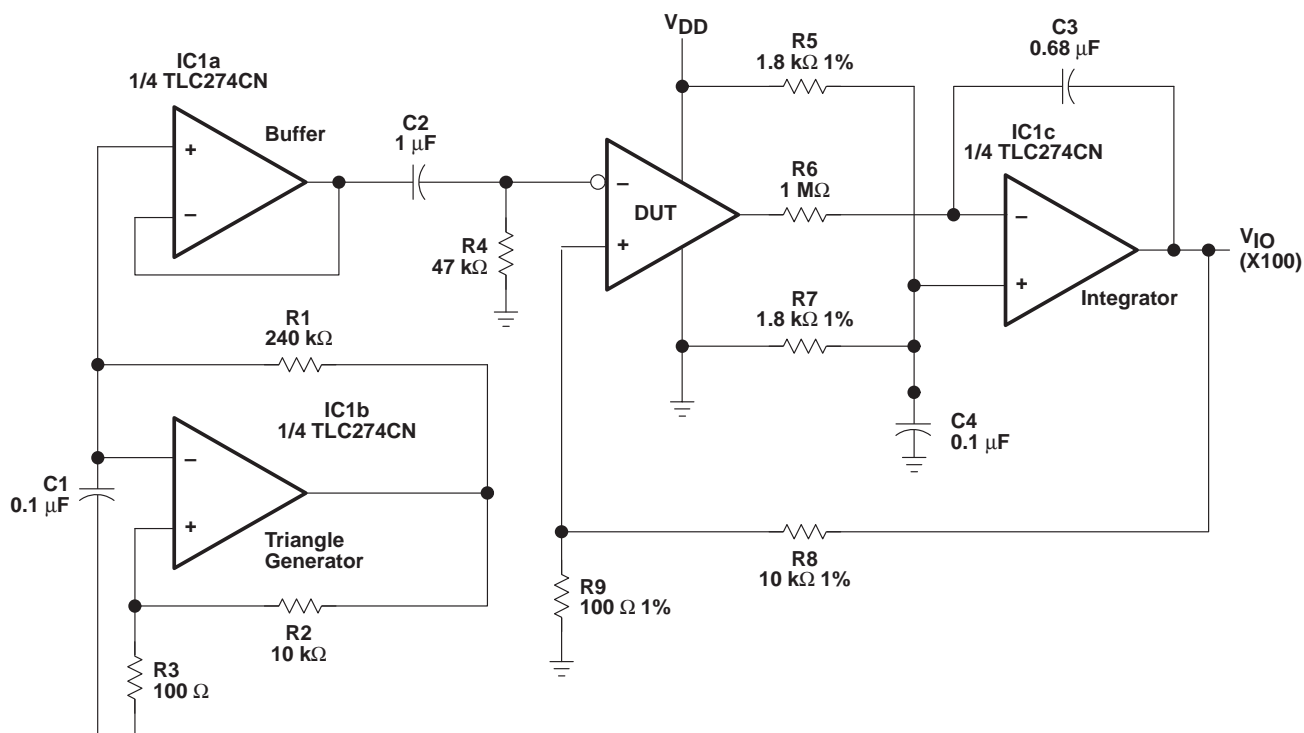 IC1a
1/4 TLC274CN
+
−
Buffer
C2
1 μF
R4
47 kΩ
VDD
−
DUT
+
R5
1.8 kΩ 1%
R6
1 MΩ
R7
1.8 kΩ 1%
C3
0.68 μF
IC1c
1/4 TLC274CN
−
+
Integrator
VIO
(X100)
C4
0.1 μF
R1
240 kΩ
IC1b
1/4 TLC274CN
−
+
Triangle
Generator
C1
0.1 μF
R2
10 kΩ
R3
100 Ω
R8
10 kΩ 1%
R9
100 Ω 1%